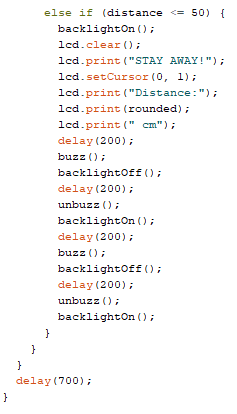 else if (distance <= 50) {
backlightOn();
lcd.clear();
lcd.print("STAY AWAY!");
lcd.setCursor(0, 1);
lcd.print("Distance:");
lcd.print(rounded);
lcd.print(" cm");
delay(200);
buzz();
backlightOff();
delay(200);
unbuzz();
backlightOn();
delay(200);
buzz();
backlightOff();
delay(200);
unbuzz();
backlightOn();
}
}
}
delay(700);
}